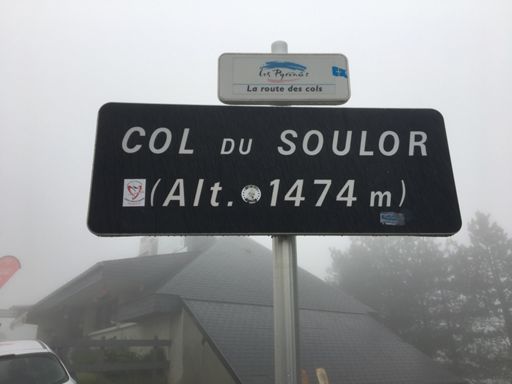 Les Pyrénées
La route des cols
COL DU SOULOR
(Alt. 1474 m)